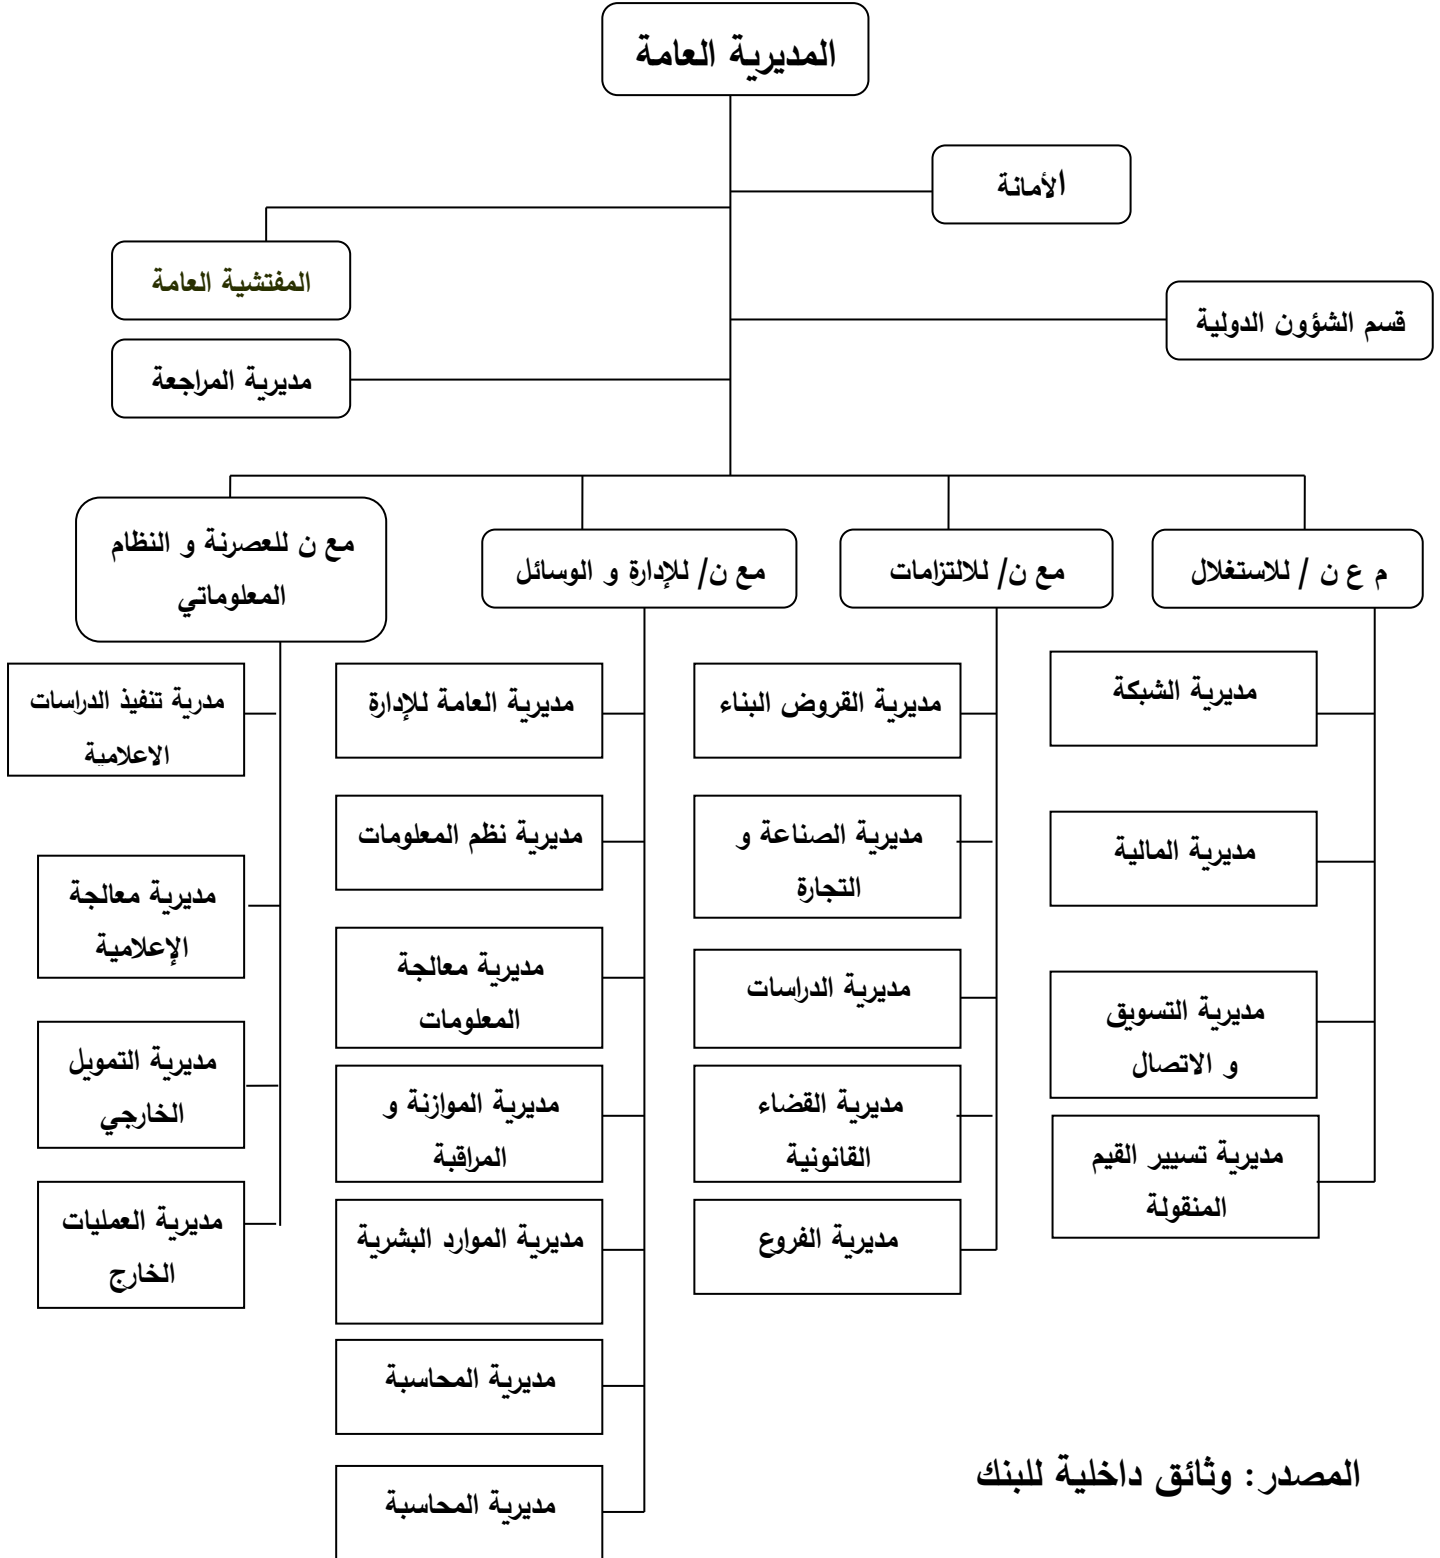 المديرية العامة
الأمانة
المفتشية العامة
قسم الشؤون الدولية
مديرية المراجعة
م ع ن / للاستغلال
مع ن/ للالتزامات
مع ن/ للإدارة و الوسائل
مع ن للعصرنة و النظام
المعلوماتي
مديرية الشبكة
مديرية المالية
مديرية التسويق
و الاتصال
مديرية تسيير القيم
المنقولة
مديرية القروض البناء
مديرية الصناعة و
التجارة
مديرية الدراسات
مديرية القضاء
القانونية
مديرية الفروع
مديرية العامة للإدارة
مديرية نظم المعلومات
مديرية معالجة
المعلومات
مديرية الموازنة و
المراقبة
مديرية الموارد البشرية
مديرية المحاسبة
مديرية المحاسبة
مدرية تنفيذ الدراسات
الاعلامية
مديرية معالجة
الإعلامية
مديرية التمويل
الخارجي
مديرية العمليات
الخارج
المصدر: وثائق داخلية للبنك